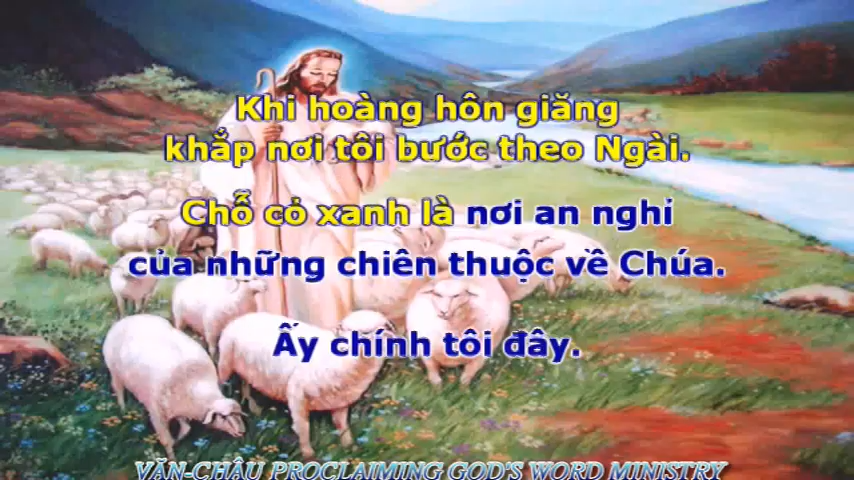 Khi hoàng hôn giăng
khắp nơi tôi bước theo Ngài.
Chỗ cỏ xanh là nơi an nghỉ
của những chiên thuộc về Chúa.
Ấy chính tôi đây.
VĂN-CHÂU PROCLAIMING GOD'S WORD MINISTRY